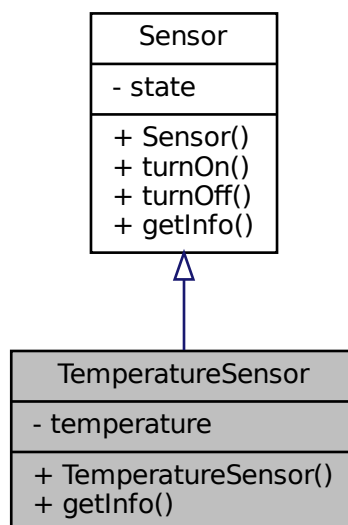 Sensor
- state
+ Sensor()
+ turnOn()
+ turnOff()
+ getInfo()
TemperatureSensor
- temperature
+ TemperatureSensor()
+ getInfo()